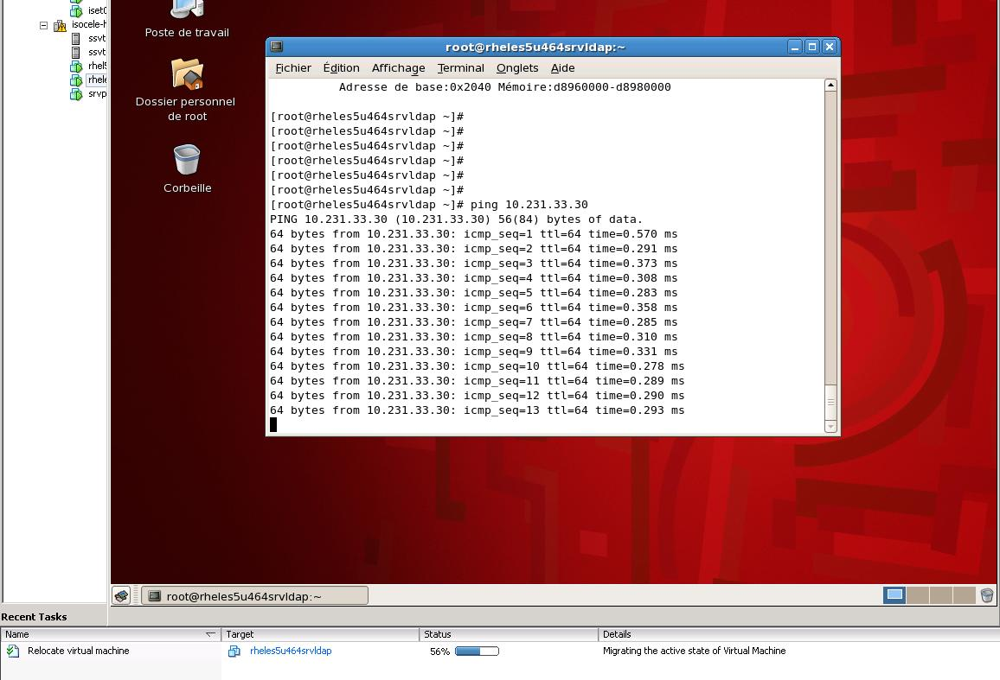 iset
isocele-
ssvt
ssvt
rhel
rhele
srvp
Poste de travail
Dossier personnel
de root
Corbeille
root@rheles5u464srvldap:~
Fichier Édition Affichage Terminal Onglets Aide
Adresse de base:0x2040 Mémoire:d8960000-d8980000
[root@rheles5u464srvldap ~]#
[root@rheles5u464srvldap ~]#
[root@rheles5u464srvldap ~]#
[root@rheles5u464srvldap ~]#
[root@rheles5u464srvldap ~]#
[root@rheles5u464srvldap ~]#
[root@rheles5u464srvldap ~]# ping 10.231.33.30
PING 10.231.33.30 (10.231.33.30) 56(84) bytes of data.
64 bytes from 10.231.33.30: icmp_seq=1 ttl=64 time=0.570 ms
64 bytes from 10.231.33.30: icmp_seq=2 ttl=64 time=0.291 ms
64 bytes from 10.231.33.30: icmp_seq=3 ttl=64 time=0.373 ms
64 bytes from 10.231.33.30: icmp_seq=4 ttl=64 time=0.308 ms
64 bytes from 10.231.33.30: icmp_seq=5 ttl=64 time=0.283 ms
64 bytes from 10.231.33.30: icmp_seq=6 ttl=64 time=0.358 ms
64 bytes from 10.231.33.30: icmp_seq=7 ttl=64 time=0.285 ms
64 bytes from 10.231.33.30: icmp_seq=8 ttl=64 time=0.310 ms
64 bytes from 10.231.33.30: icmp_seq=9 ttl=64 time=0.331 ms
64 bytes from 10.231.33.30: icmp_seq=10 ttl=64 time=0.278 ms
64 bytes from 10.231.33.30: icmp_seq=11 ttl=64 time=0.289 ms
64 bytes from 10.231.33.30: icmp_seq=12 ttl=64 time=0.290 ms
64 bytes from 10.231.33.30: icmp_seq=13 ttl=64 time=0.293 ms
root@rheles5u464srvldap:~
Recent Tasks
Name Target Status Details
Relocate virtual machine rheles5u464srvldap 56% Migrating the active state of Virtual Machine